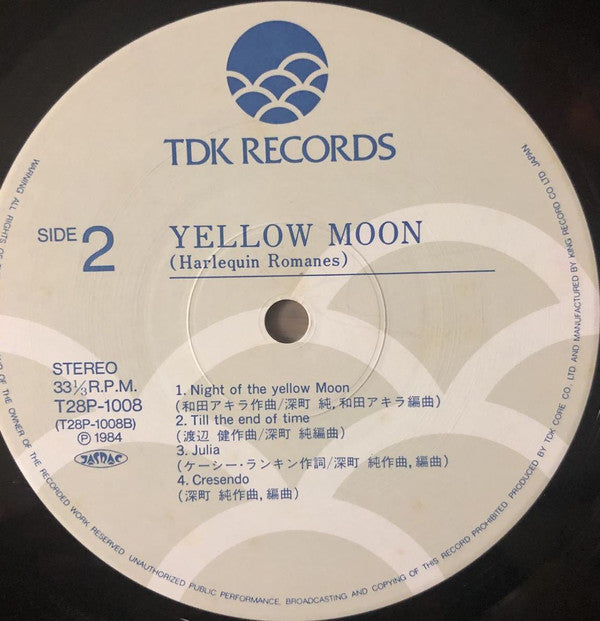 TDK RECORDS
SIDE 2
YELLOW MOON
(Harlequin Romanes)
STEREO
33⅓R.P.M.
T28P-1008
(T28P-1008B)
Ⓟ 1984
JASRAC
1. Night of the yellow Moon
(和田アキラ作曲/深町 純,和田アキラ編曲)
2. Till the end of time
(渡辺 健作曲/深町 純編曲)
3. Julia
(ケーシー・ランキン作詞/深町 純作曲,編曲)
4. Cresendo
(深町 純作曲,編曲)
WARNING: ALL RIGHTS OF
OF THE OWNER OF THE RECORDED WORK RESERVED. UNAUTHORIZED PUBLIC PERFORMANCE, BROADCASTING AND COPYING OF THIS RECORD PROHIBITED. PRODUCED BY TDK CORE CO. LTD. AND MANUFACTURED BY KING RECORD CO LTD. JAPAN